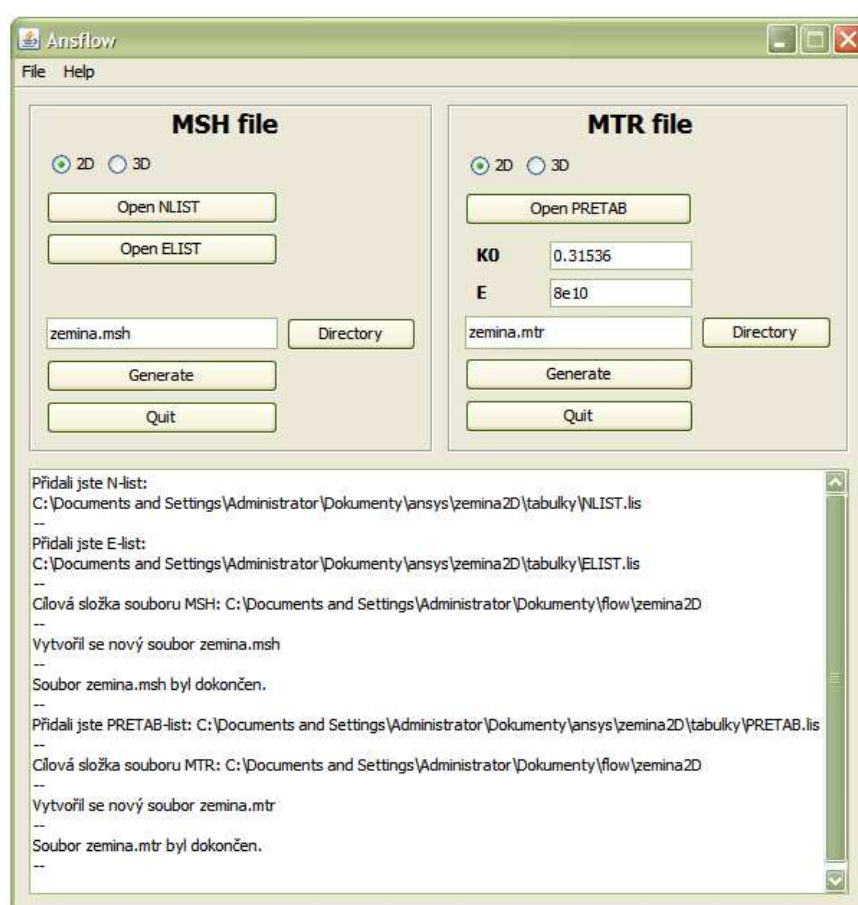 Ansflow
File Help
MSH file
2D 3D
Open NLIST
Open ELIST
zemina.msh Directory
Generate
Quit
MTR file
2D 3D
Open PRETAB
K0 0.31536
E 8e10
zemina.mtr Directory
Generate
Quit
Přidali jste N-list:
C:\Documents and Settings\Administrator\Dokumenty\ansys\zemina2D\tabulky\NLIST.lis
--
Přidali jste E-list:
C:\Documents and Settings\Administrator\Dokumenty\ansys\zemina2D\tabulky\ELIST.lis
--
Cílová složka souboru MSH: C:\Documents and Settings\Administrator\Dokumenty\flow\zemina2D
--
Vytvořil se nový soubor zemina.msh
--
Soubor zemina.msh byl dokončen.
--
Přidali jste PRETAB-list: C:\Documents and Settings\Administrator\Dokumenty\ansys\zemina2D\tabulky\PRETAB.lis
--
Cílová složka souboru MTR: C:\Documents and Settings\Administrator\Dokumenty\flow\zemina2D
--
Vytvořil se nový soubor zemina.mtr
--
Soubor zemina.mtr byl dokončen.
--